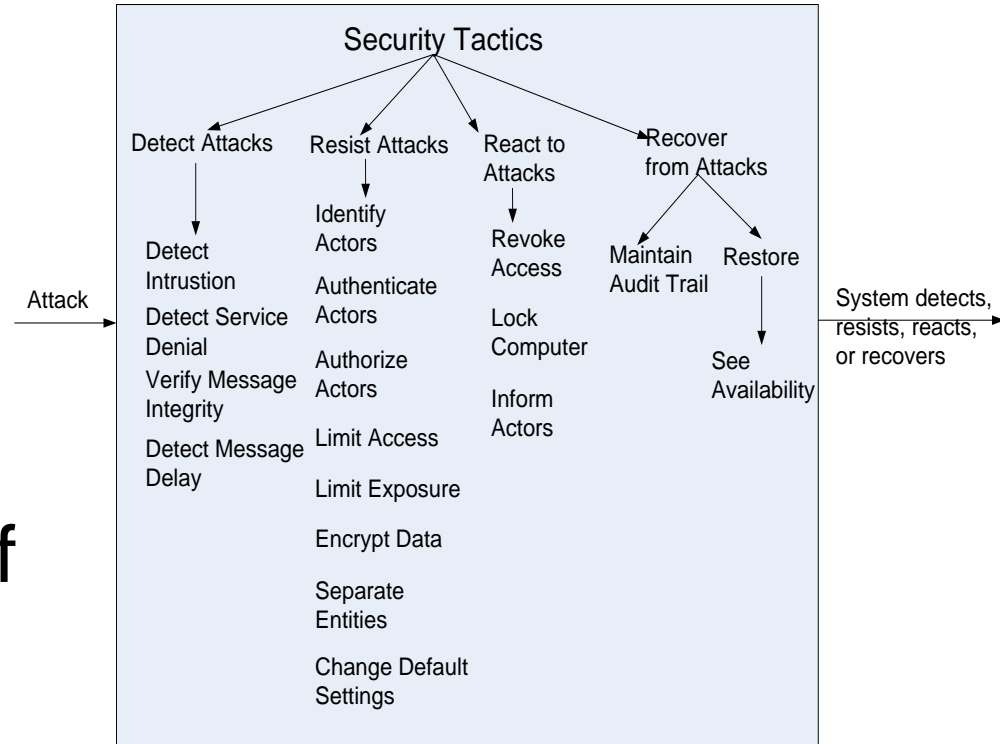 Security Tactics
Detect Attacks
Resist Attacks
React to
Attacks
Recover
from Attacks
Detect
Intrustion
Detect Service
Denial
Verify Message
Integrity
Detect Message
Delay
Identify
Actors
Authenticate
Actors
Authorize
Actors
Limit Access
Limit Exposure
Encrypt Data
Separate
Entities
Change Default
Settings
Revoke
Access
Lock
Computer
Inform
Actors
Maintain
Audit Trail
Restore
See
Availability
Attack
System detects,
resists, reacts,
or recovers
f